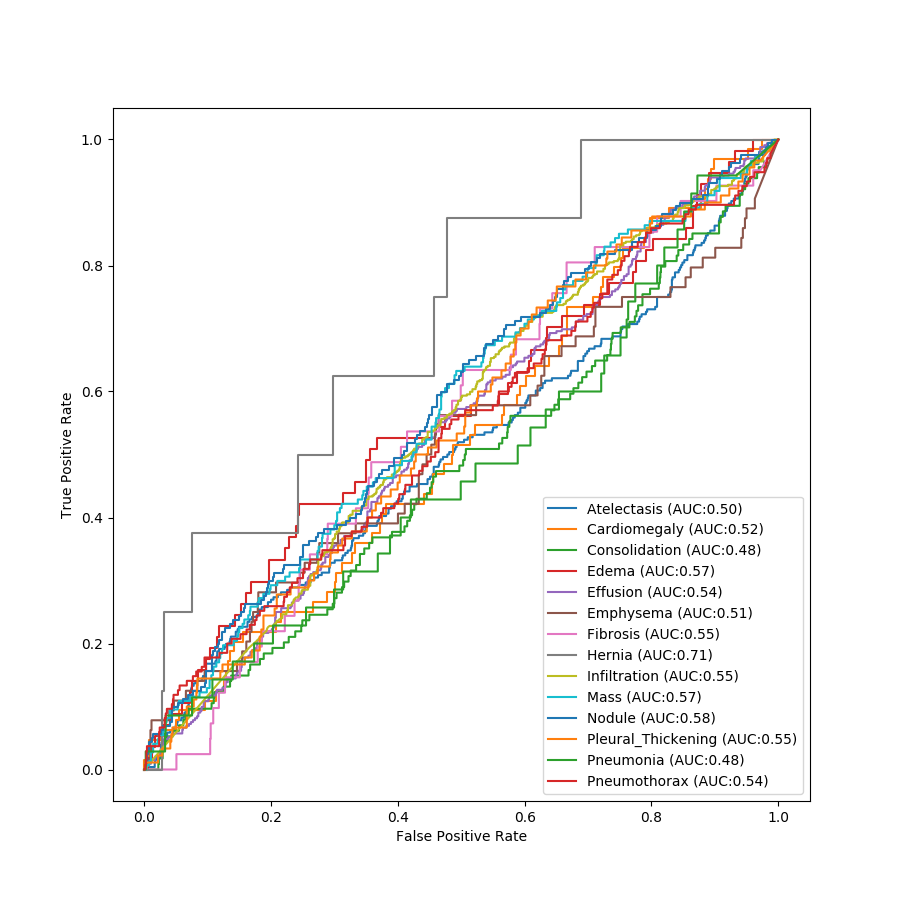 1.0
0.8
0.6
0.4
0.2
0.0
True Positive Rate
Atelectasis (AUC:0.50)
Cardiomegaly (AUC:0.52)
Consolidation (AUC:0.48)
Edema (AUC:0.57)
Effusion (AUC:0.54)
Emphysema (AUC:0.51)
Fibrosis (AUC:0.55)
Hernia (AUC:0.71)
Infiltration (AUC:0.55)
Mass (AUC:0.57)
Nodule (AUC:0.58)
Pleural_Thickening (AUC:0.55)
Pneumonia (AUC:0.48)
Pneumothorax (AUC:0.54)
0.0 0.2 0.4 0.6 0.8 1.0
False Positive Rate